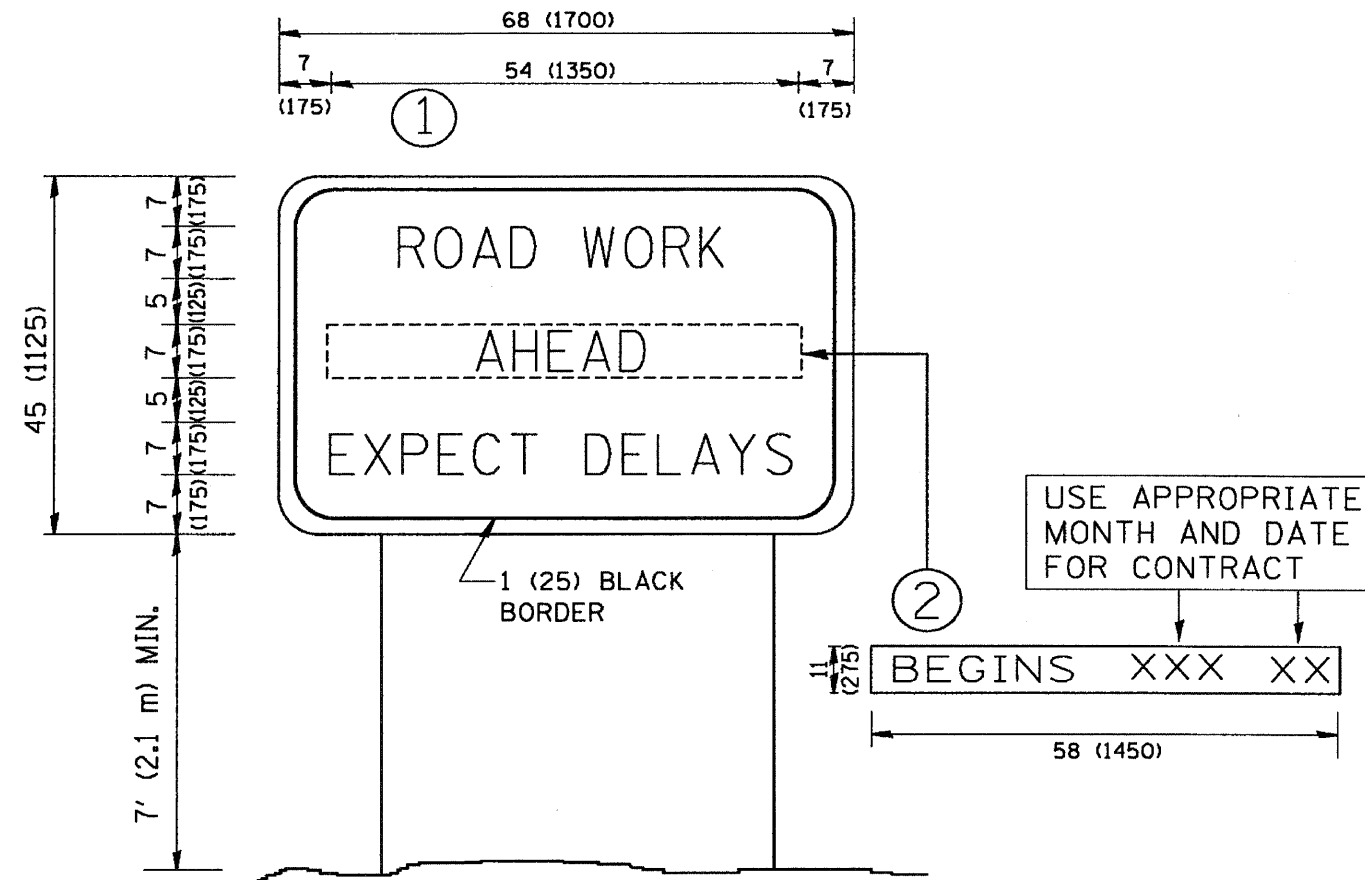 68 (1700)
7
54 (1350)
7
(175)
(175)
1
7
(175)
7
(175)
5
(125)
7
(175)
5
(125)
7
(175)
7
(175)
45 (1125)
ROAD WORK
AHEAD
EXPECT DELAYS
1 (25) BLACK
BORDER
7' (2.1 m) MIN.
2
USE APPROPRIATE
MONTH AND DATE
FOR CONTRACT
11
(275)
BEGINS XXX XX
58 (1450)